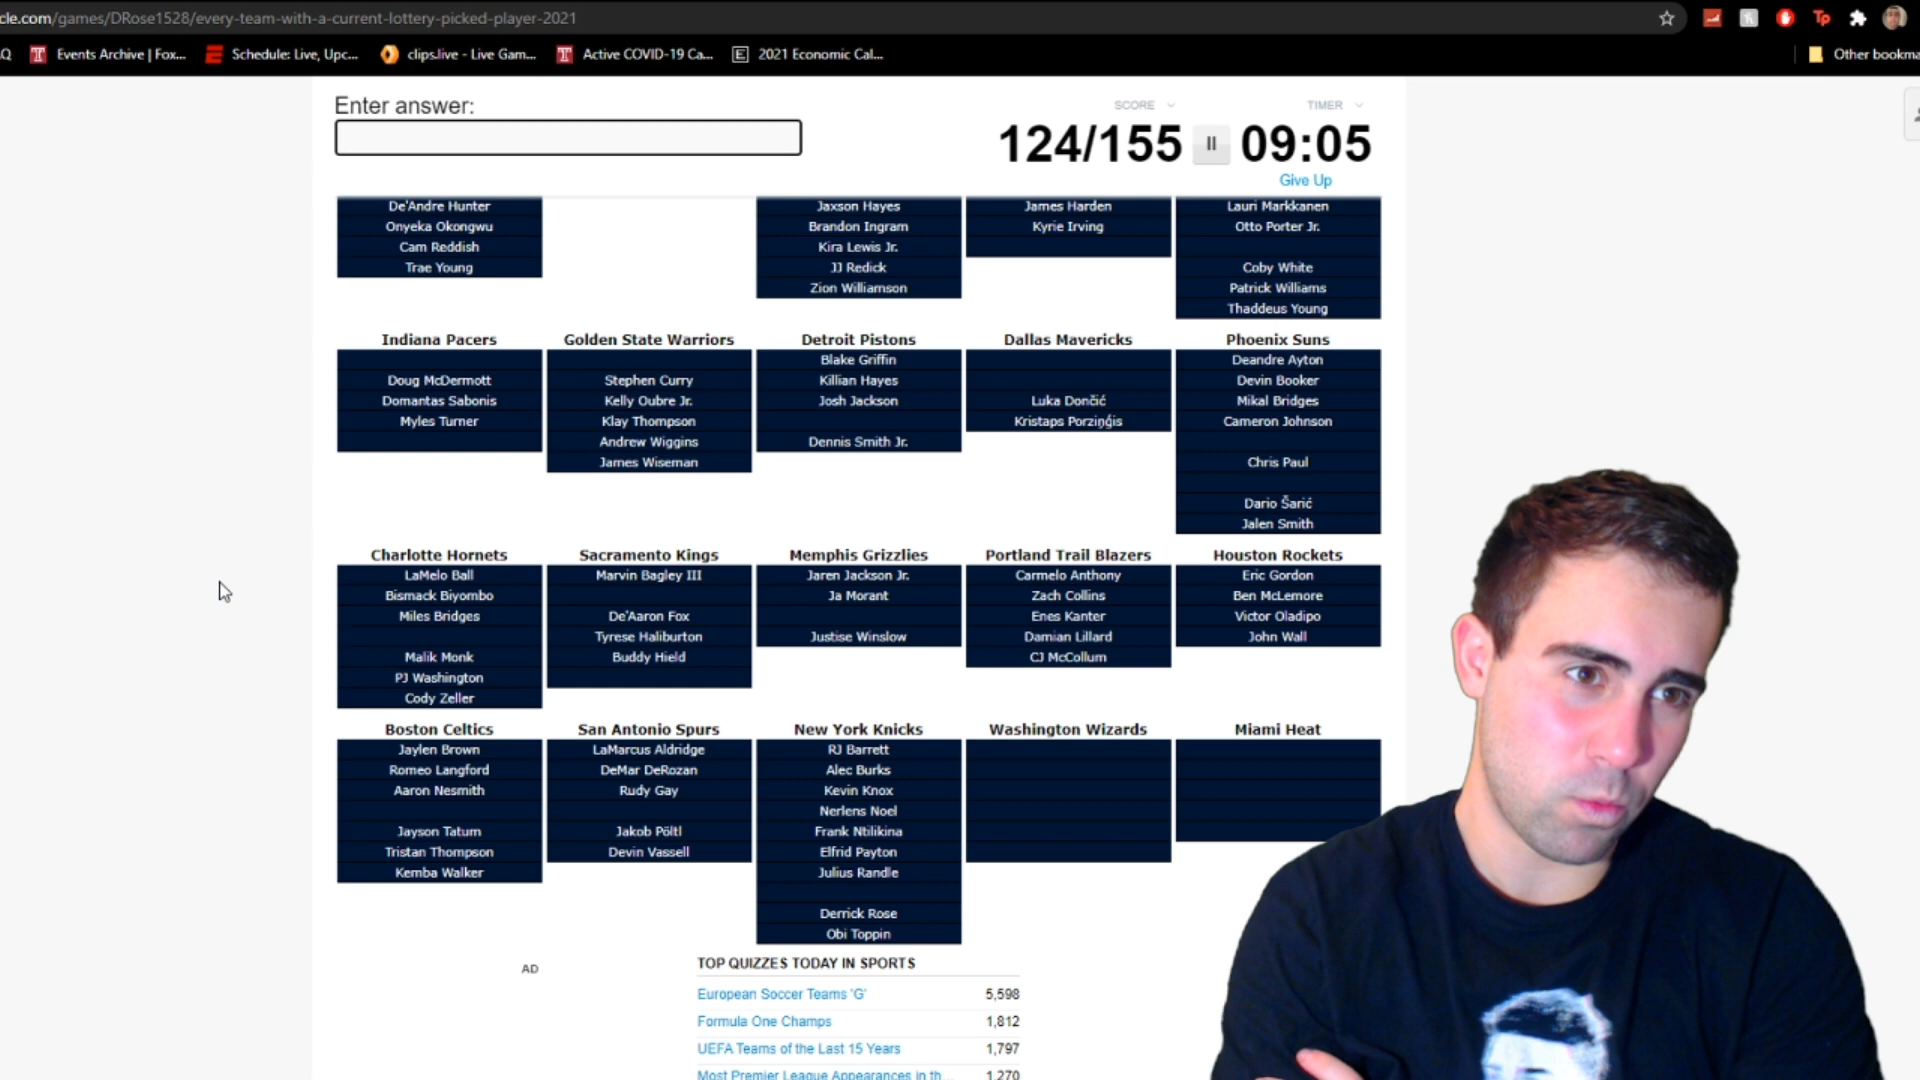 cle.com/games/DRose1528/every-team-with-a-current-lottery-picked-player-2021
Tp
Q
Events Archive | Fox...
Schedule: Live, Upc...
clips.live - Live Gam...
Active COVID-19 Ca...
2021 Economic Cal...
Other bookma
Enter answer:
SCORE
TIMER
124/155
09:05
Give Up
De'Andre Hunter
Onyeka Okongwu
Cam Reddish
Trae Young
Jaxson Hayes
Brandon Ingram
Kira Lewis Jr.
JJ Redick
Zion Williamson
James Harden
Kyrie Irving
Lauri Markkanen
Otto Porter Jr.
Coby White
Patrick Williams
Thaddeus Young
Indiana Pacers
Doug McDermott
Domantas Sabonis
Myles Turner
Golden State Warriors
Stephen Curry
Kelly Oubre Jr.
Klay Thompson
Andrew Wiggins
James Wiseman
Detroit Pistons
Blake Griffin
Killian Hayes
Josh Jackson
Dennis Smith Jr.
Dallas Mavericks
Luka Dončić
Kristaps Porziņģis
Phoenix Suns
Deandre Ayton
Devin Booker
Mikal Bridges
Cameron Johnson
Chris Paul
Dario Šarić
Jalen Smith
Charlotte Hornets
LaMelo Ball
Bismack Biyombo
Miles Bridges
Malik Monk
PJ Washington
Cody Zeller
Sacramento Kings
Marvin Bagley III
De'Aaron Fox
Tyrese Haliburton
Buddy Hield
Memphis Grizzlies
Jaren Jackson Jr.
Ja Morant
Justise Winslow
Portland Trail Blazers
Carmelo Anthony
Zach Collins
Enes Kanter
Damian Lillard
CJ McCollum
Houston Rockets
Eric Gordon
Ben McLemore
Victor Oladipo
John Wall
Boston Celtics
Jaylen Brown
Romeo Langford
Aaron Nesmith
Jayson Tatum
Tristan Thompson
Kemba Walker
San Antonio Spurs
LaMarcus Aldridge
DeMar DeRozan
Rudy Gay
Jakob Pöltl
Devin Vassell
New York Knicks
RJ Barrett
Alec Burks
Kevin Knox
Nerlens Noel
Frank Ntilikina
Elfrid Payton
Julius Randle
Derrick Rose
Obi Toppin
Washington Wizards
Miami Heat
AD
TOP QUIZZES TODAY IN SPORTS
European Soccer Teams 'G' 5,598
Formula One Champs 1,812
UEFA Teams of the Last 15 Years 1,797
Most Premier League Appearances in th... 1,270